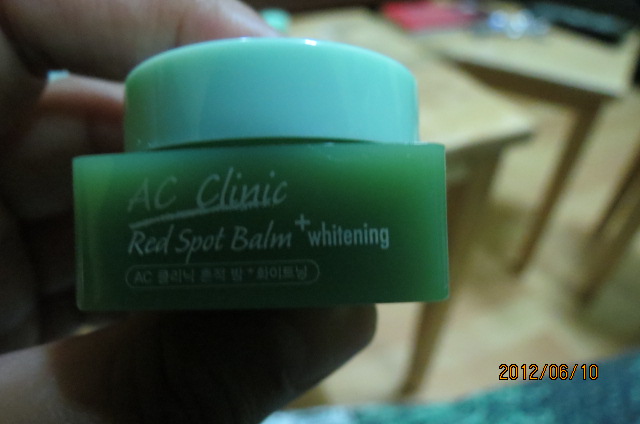 AC Clinic
Red Spot Balm + whitening
AC 클리닉 흔적 밤 + 화이트닝
2012/06/10